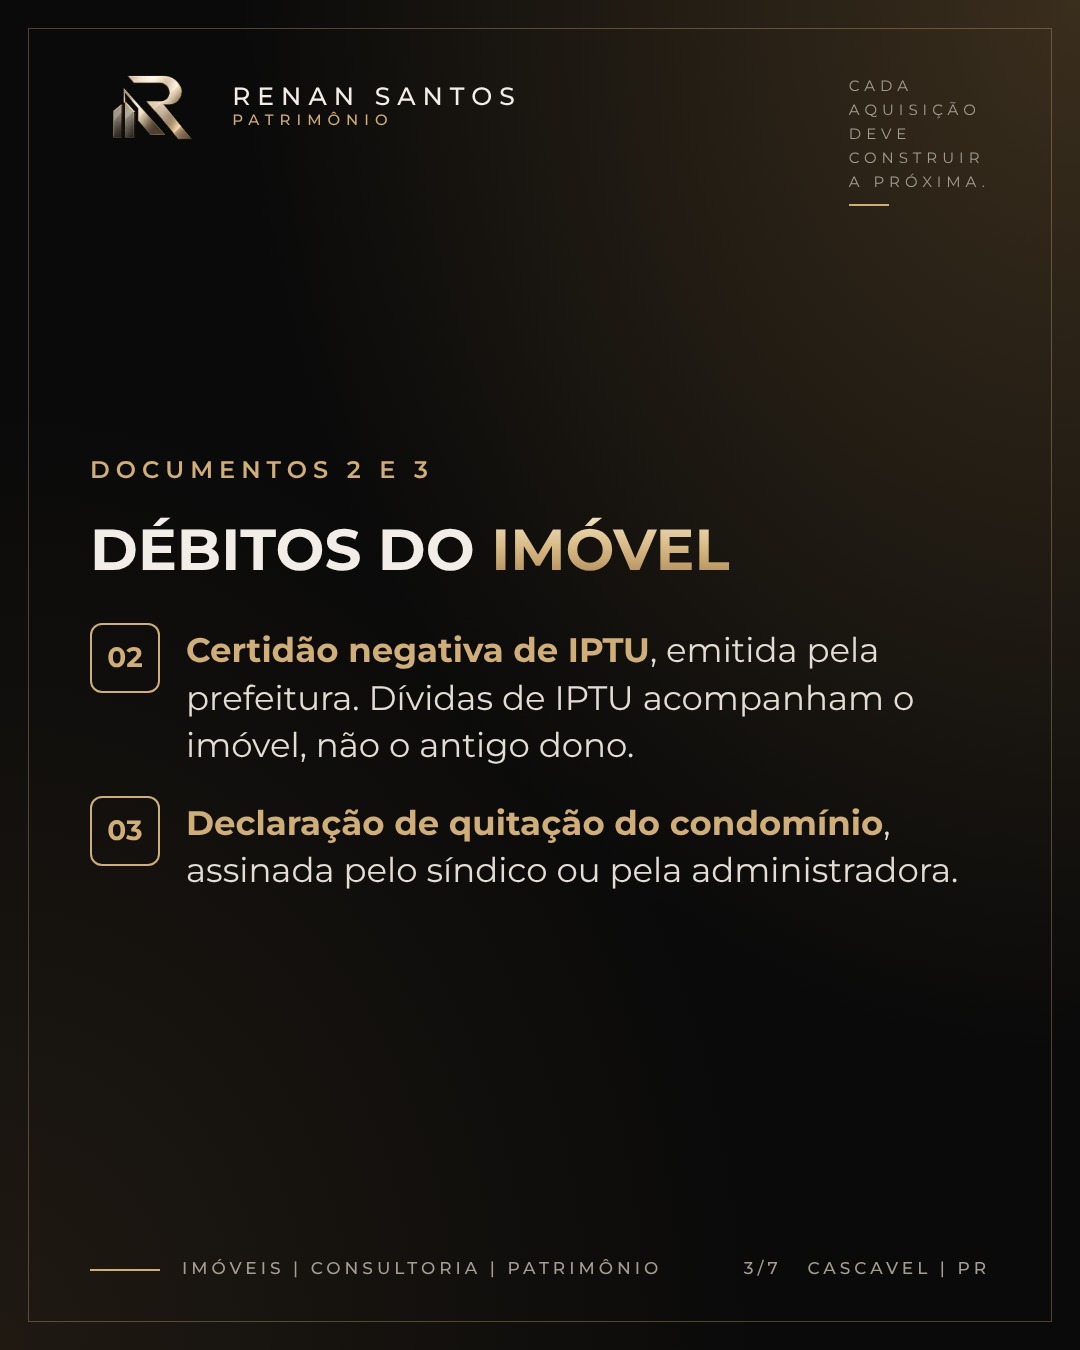 RENAN SANTOS
PATRIMÔNIO
CADA
AQUISIÇÃO
DEVE
CONSTRUIR
A PRÓXIMA.
DOCUMENTOS 2 E 3
DÉBITOS DO IMÓVEL
02
Certidão negativa de IPTU, emitida pela
prefeitura. Dívidas de IPTU acompanham o
imóvel, não o antigo dono.
03
Declaração de quitação do condomínio,
assinada pelo síndico ou pela administradora.
IMÓVEIS | CONSULTORIA | PATRIMÔNIO
3/7 CASCAVEL | PR